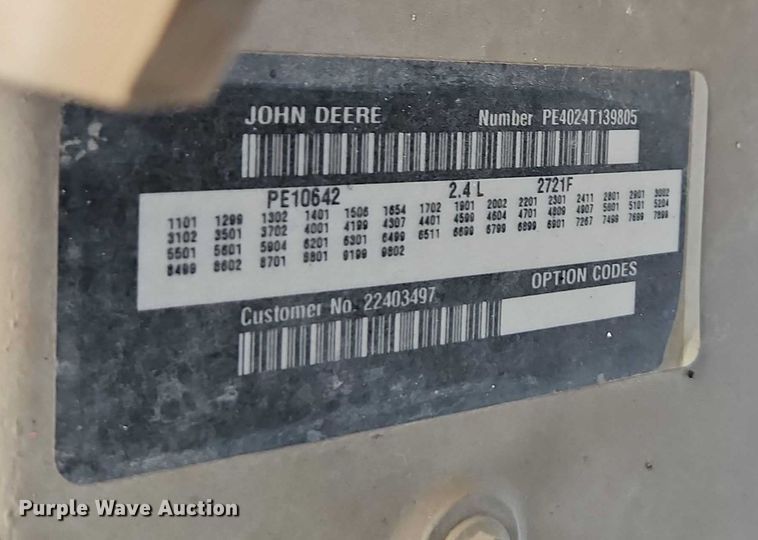 JOHN DEERE Number PE4024T139805
PE10642 2.4 L 2721F
1101 1299 1302 1401 1506 1654 1702 1901 2002 2201 2301 2411 2801 2901 3002
3102 3501 3702 4001 4199 4307 4401 4599 4604 4701 4809 4907 5001 5101 5204
5501 5601 5904 6201 6301 6499 6511 6699 6799 6899 6901 7267 7498 7699 7899
8499 8602 8701 8801 9199 9802
OPTION CODES
Customer No. 22403497
Purple Wave Auction